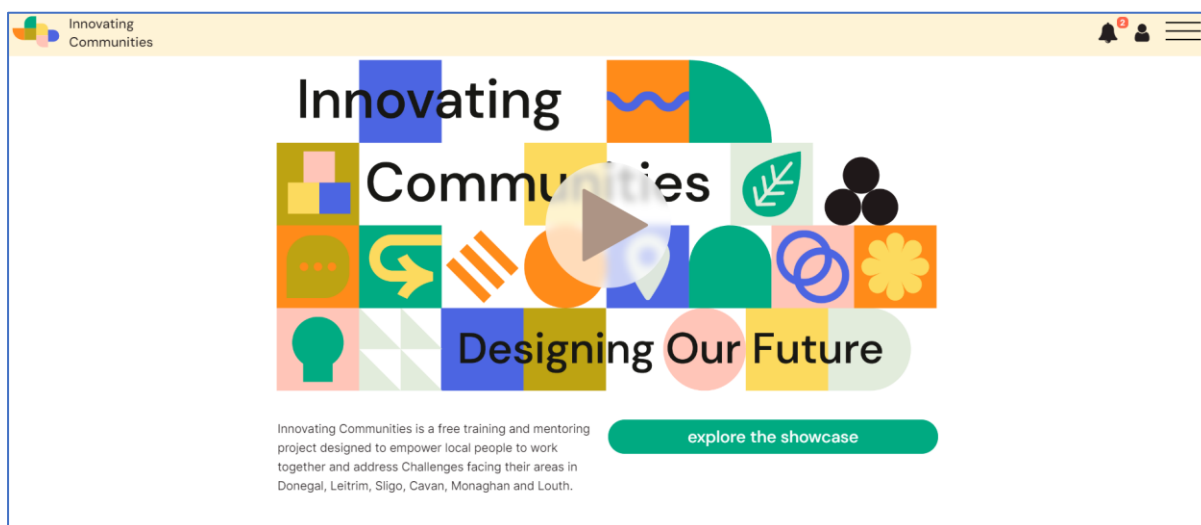 Innovating
Communities
2
Innovating
Communities
Designing Our Future
Innovating Communities is a free training and mentoring
project designed to empower local people to work
together and address Challenges facing their areas in
Donegal, Leitrim, Sligo, Cavan, Monaghan and Louth.
explore the showcase